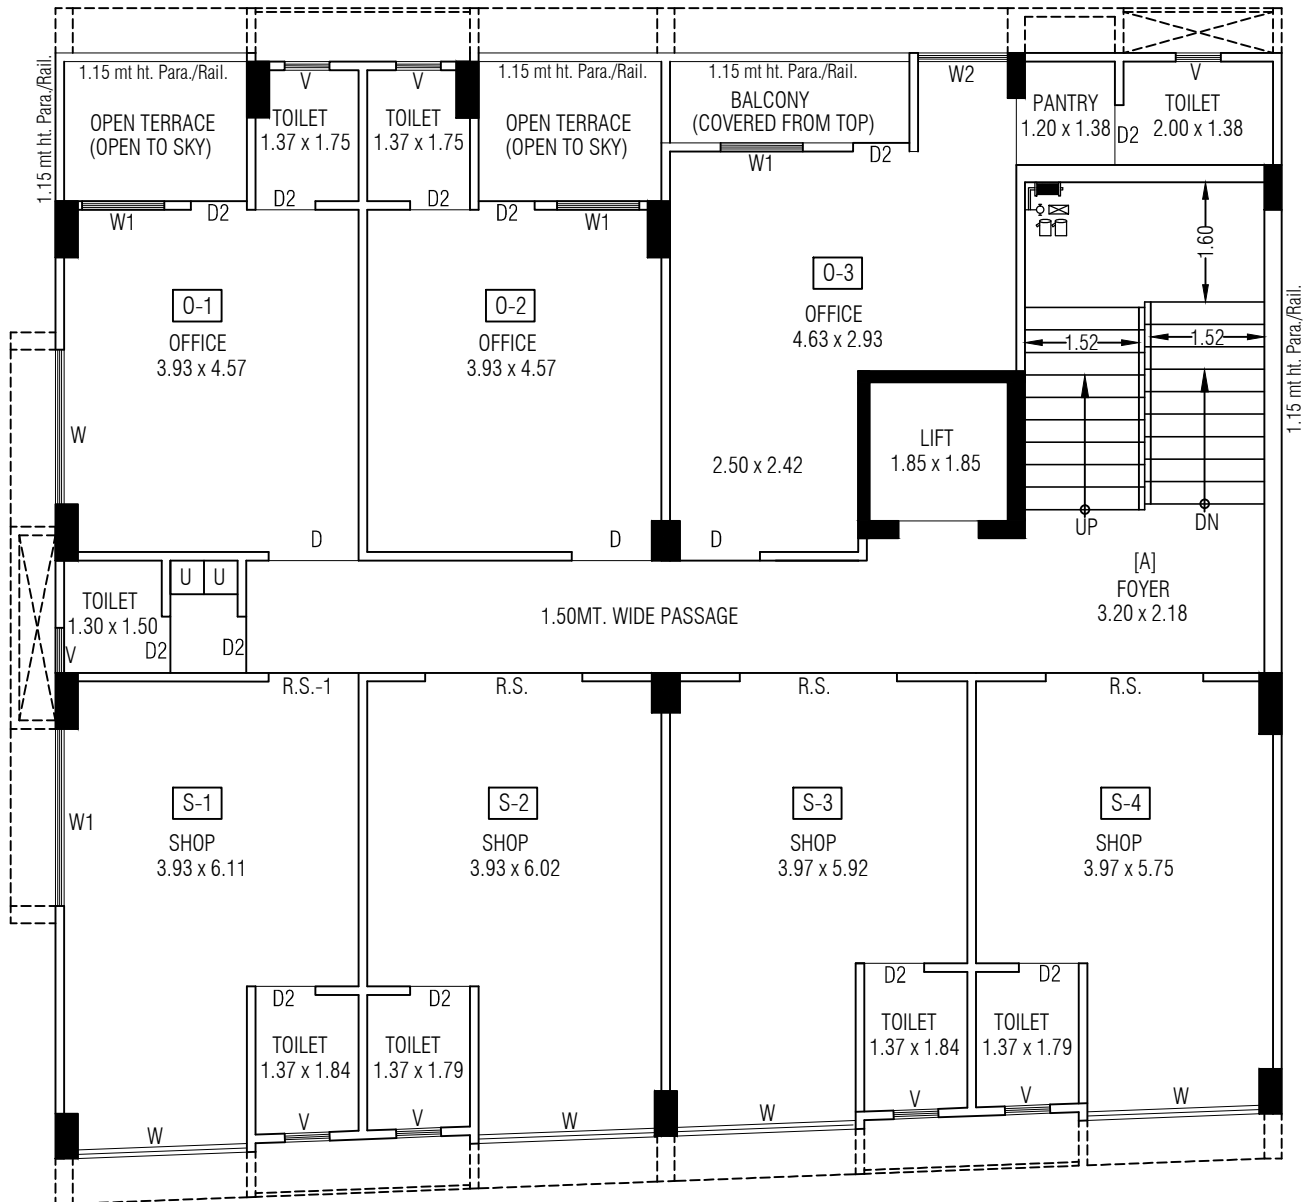 1.15 mt ht. Para./Rail.
1.15 mt ht. Para./Rail.
V
V
1.15 mt ht. Para./Rail.
1.15 mt ht. Para./Rail.
W2
V
OPEN TERRACE
(OPEN TO SKY)
TOILET
1.37 x 1.75
TOILET
1.37 x 1.75
OPEN TERRACE
(OPEN TO SKY)
BALCONY
(COVERED FROM TOP)
PANTRY
1.20 x 1.38
D2
TOILET
2.00 x 1.38
W1
D2
D2
D2
D2
W1
W1
D2
1.60
O-1
OFFICE
3.93 x 4.57
O-2
OFFICE
3.93 x 4.57
O-3
OFFICE
4.63 x 2.93
1.52
1.52
1.15 mt ht. Para./Rail.
W
2.50 x 2.42
LIFT
1.85 x 1.85
UP
DN
D
D
D
[A]
FOYER
3.20 x 2.18
U
U
TOILET
1.30 x 1.50
V
D2
D2
1.50MT. WIDE PASSAGE
R.S.-1
R.S.
R.S.
R.S.
S-1
SHOP
3.93 x 6.11
S-2
SHOP
3.93 x 6.02
S-3
SHOP
3.97 x 5.92
S-4
SHOP
3.97 x 5.75
W1
D2
D2
D2
D2
TOILET
1.37 x 1.84
TOILET
1.37 x 1.79
TOILET
1.37 x 1.84
TOILET
1.37 x 1.79
W
V
V
W
W
V
V
W